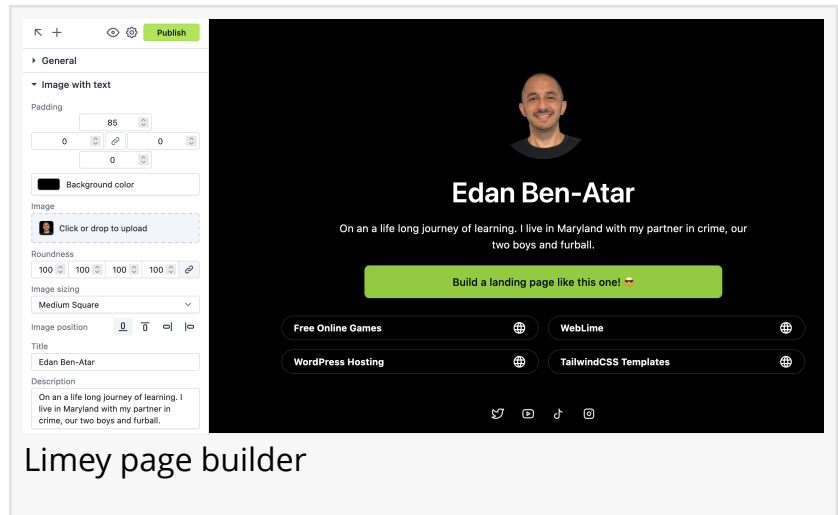 Publish
General
Image with text
Padding
85
0
0
0
Background color
Image
Click or drop to upload
Roundness
100 100 100 100
Image sizing
Medium Square
Image position
Title
Edan Ben-Atar
Description
On an a life long journey of learning. I
live in Maryland with my partner in
crime, our two boys and furball.
Edan Ben-Atar
On an a life long journey of learning. I live in Maryland with my partner in crime, our
two boys and furball.
Build a landing page like this one! 😎
Free Online Games
WebLime
WordPress Hosting
TailwindCSS Templates
Limey page builder